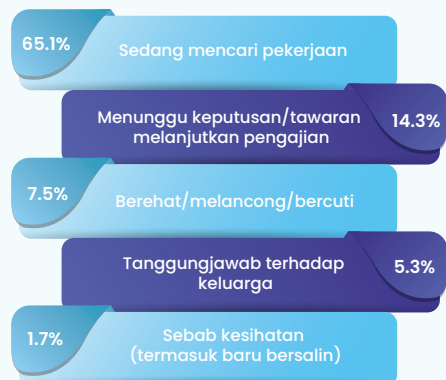 65.1%
Sedang mencari pekerjaan
Menunggu keputusan/tawaran
melanjutkan pengajian
14.3%
7.5%
Berehat/melancong/bercuti
Tanggungjawab terhadap
keluarga
5.3%
1.7%
Sebab kesihatan
(termasuk baru bersalin)